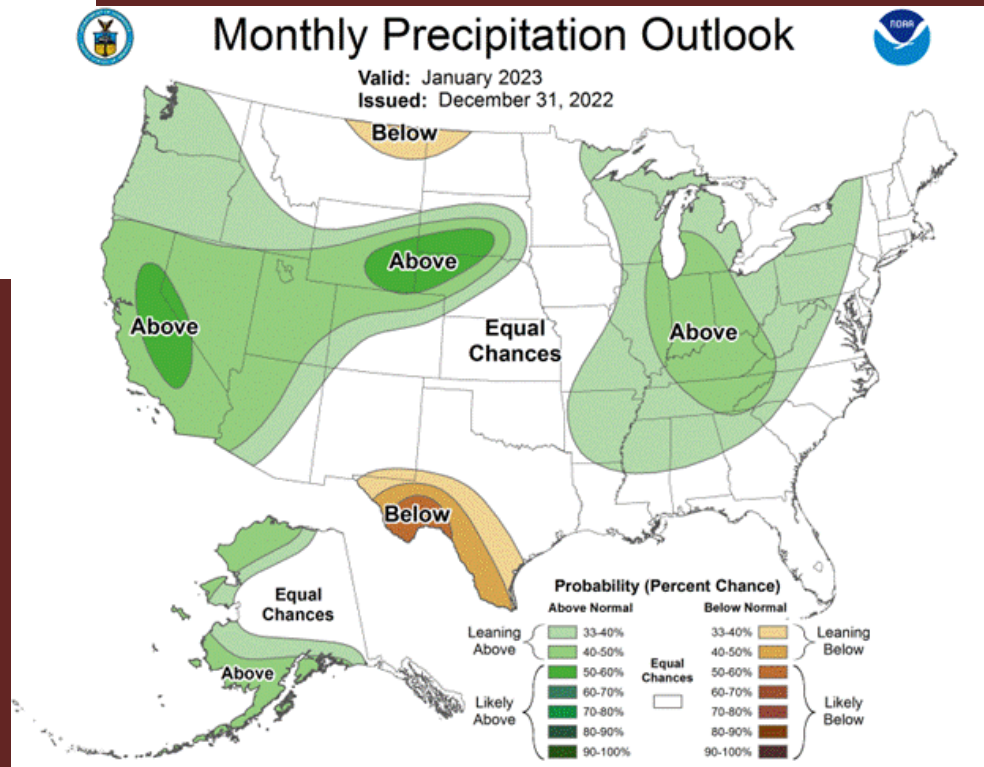 Monthly Precipitation Outlook
NOAA
Valid: January 2023
Issued: December 31, 2022
Below
Above
Above
Equal
Chances
Above
Below
Equal
Chances
Above
Probability (Percent Chance)
Above Normal
Below Normal
Leaning
Above
33-40%
40-50%
50-60%
60-70%
70-80%
80-90%
90-100%
Likely
Above
Equal
Chances
33-40%
40-50%
50-60%
60-70%
70-80%
80-90%
90-100%
Leaning
Below
Likely
Below